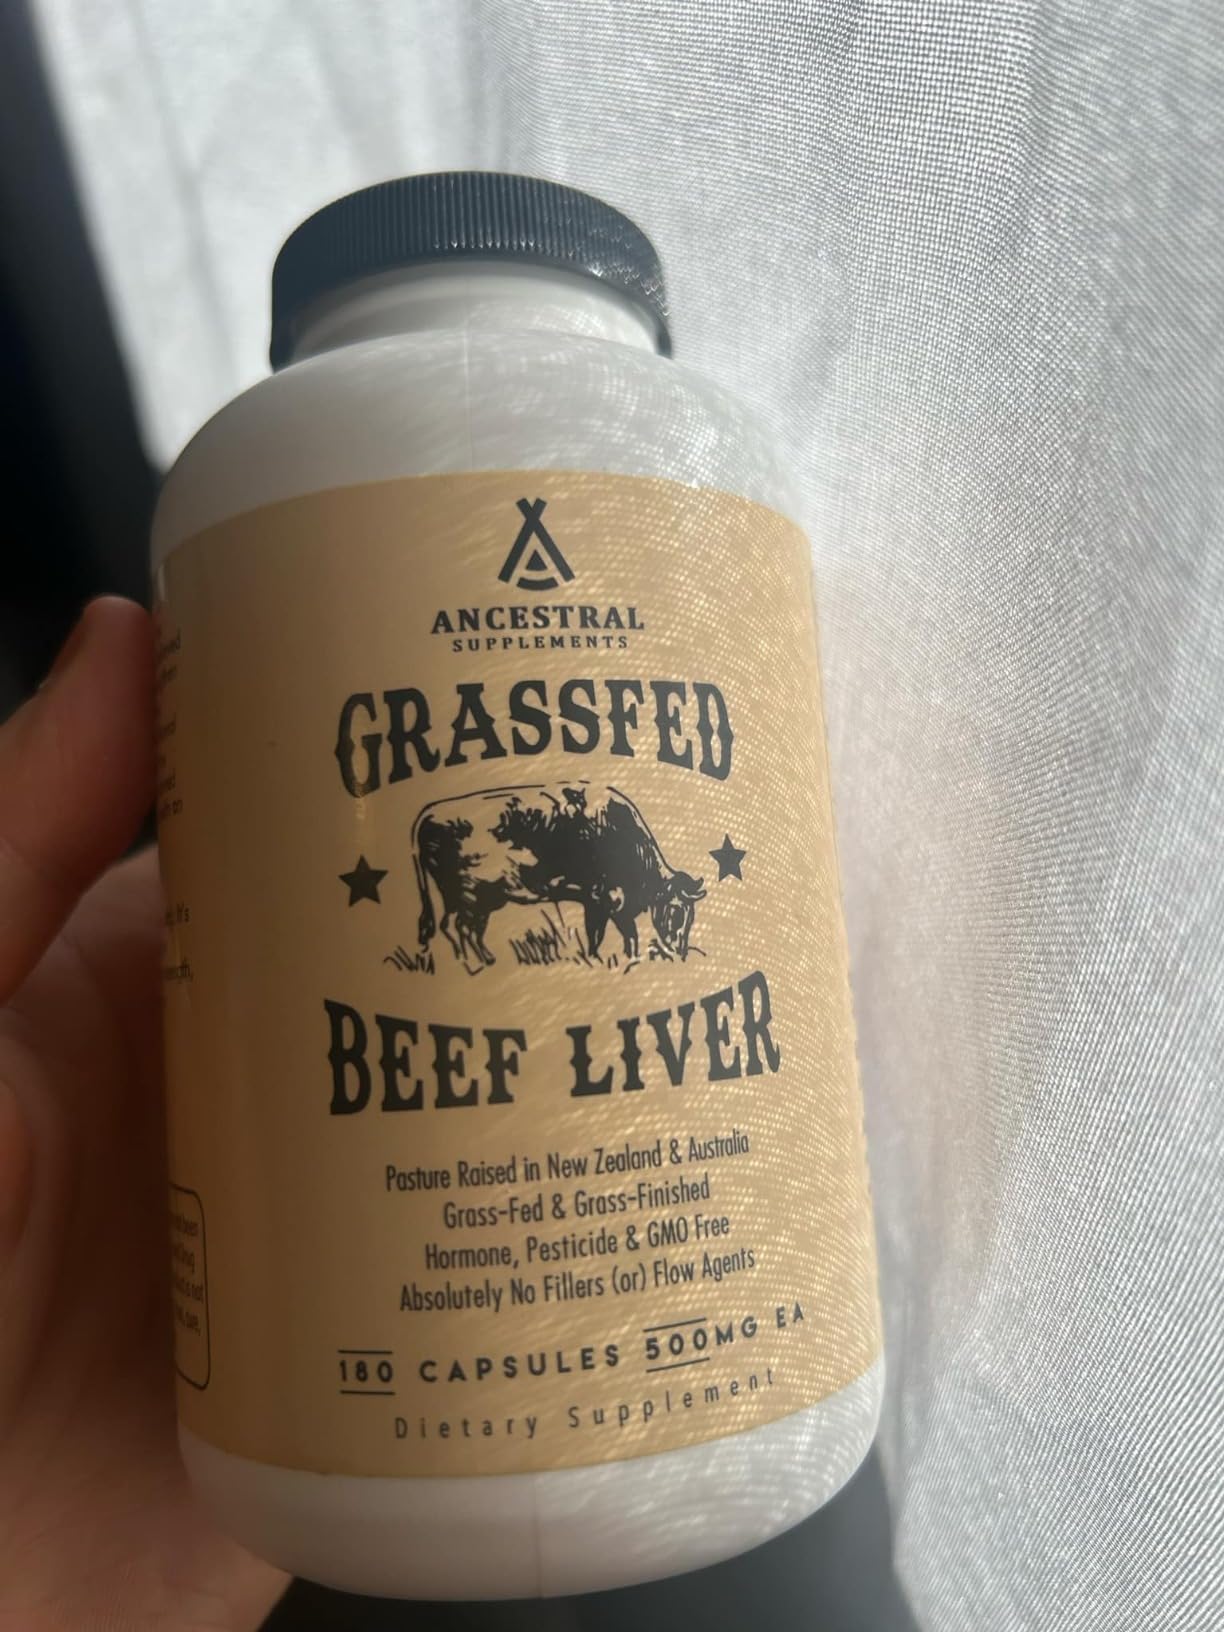 ANCESTRAL
SUPPLEMENTS
GRASSFED
BEEF LIVER
Pasture Raised in New Zealand & Australia
Grass-Fed & Grass-Finished
Hormone, Pesticide & GMO Free
Absolutely No Fillers (or) Flow Agents
180 CAPSULES 500MG EA
Dietary Supplement